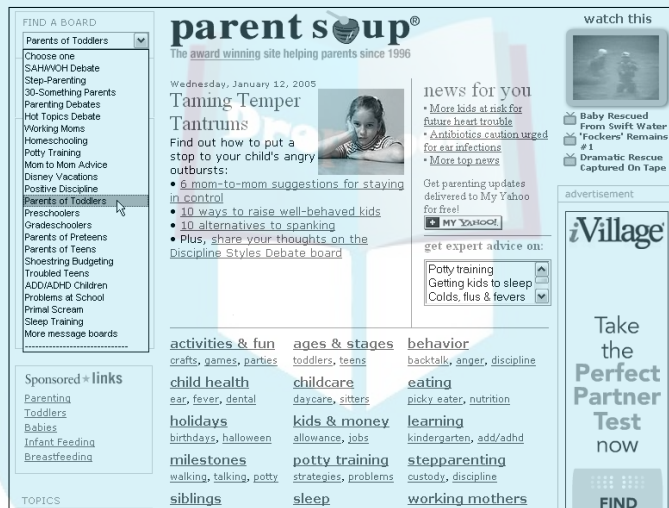 FIND A BOARD
Parents of Toddlers
Choose one
SAHWOH Debate
Step-Parenting
30-Something Parents
Parenting Debates
Hot Topics Debate
Working Moms
Homeschooling
Potty Training
Mom to Mom Advice
Disney Vacations
Positive Discipline
Parents of Toddlers
Preschoolers
Gradeschoolers
Parents of Preteens
Parents of Teens
Shoestring Budgeting
Troubled Teens
ADD/ADHD Children
Problems at School
Primal Scream
Sleep Training
More message boards
------------------------------
Sponsored links
Parenting
Toddlers
Babies
Infant Feeding
Breastfeeding
TOPICS
parent soup®
The award winning site helping parents since 1996
Wednesday, January 12, 2005
Taming Temper
Tantrums
Find out how to put a
stop to your child's angry
outbursts:
• 6 mom-to-mom suggestions for staying
in control
• 10 ways to raise well-behaved kids
• 10 alternatives to spanking
• Plus, share your thoughts on the
Discipline Styles Debate board
news for you
• More kids at risk for
future heart trouble
• Antibiotics caution urged
for ear infections
• More top news
Get parenting updates
delivered to My Yahoo
for free!
+ MY YAHOO!
get expert advice on:
Potty training
Getting kids to sleep
Colds, flus & fevers
activities & fun
crafts, games, parties
ages & stages
toddlers, teens
behavior
backtalk, anger, discipline
child health
ear, fever, dental
childcare
daycare, sitters
eating
picky eater, nutrition
holidays
birthdays, halloween
kids & money
allowance, jobs
learning
kindergarten, add/adhd
milestones
walking, talking, potty
potty training
strategies, problems
stepparenting
custody, discipline
siblings
sleep
working mothers
watch this
Baby Rescued
From Swift Water
'Fockers' Remains
#1
Dramatic Rescue
Captured On Tape
advertisement
iVillage
Take
the
Perfect
Partner
Test
now
FIND